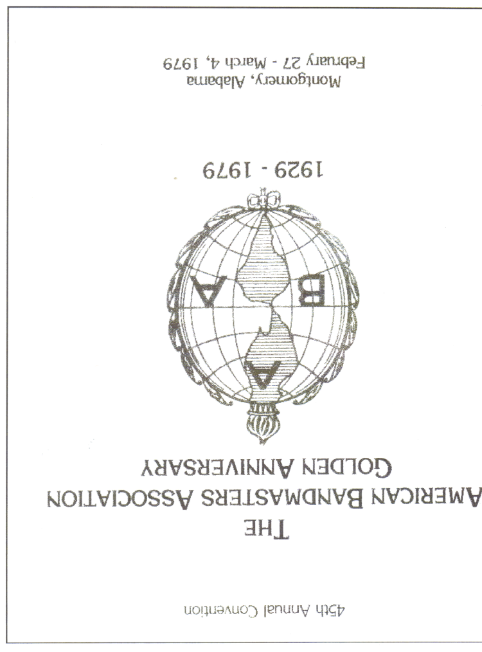 45th Annual Convention
THE
AMERICAN BANDMASTERS ASSOCIATION
GOLDEN ANNIVERSARY
A
B A
1929 - 1979
Montgomery, Alabama
February 27 - March 4, 1979